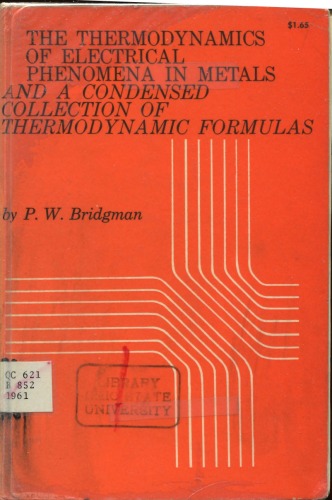 $1.65
THE THERMODYNAMICS
OF ELECTRICAL
PHENOMENA IN METALS
AND A CONDENSED
COLLECTION OF
THERMODYNAMIC FORMULAS
by P. W. Bridgman
QC 621
B 852
1961
LIBRARY
STATE
UNIVERSITY